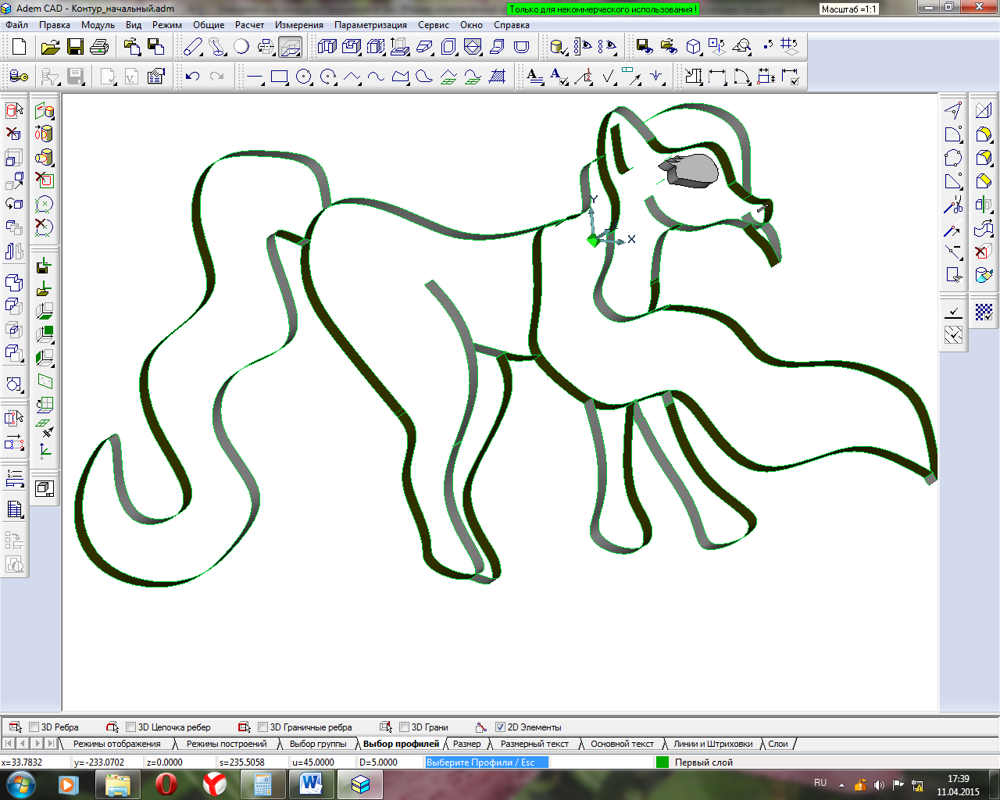 Adem CAD - Контур_начальный.adm
Только для некоммерческого использования !
Масштаб =1:1
Файл Правка Модуль Вид Режим Общие Расчет Измерения Параметризация Сервис Окно Справка
Y
X
3D Ребра 3D Цепочка ребер 3D Граничные ребра 3D Грани 2D Элементы
Режимы отображения Режимы построений Выбор группы Выбор профилей Размер Размерный текст Основной текст Линии и Штриховки Слои
x=33.7832 y=-233.0702 z=0.0000 s=235.5058 u=45.0000 D=5.0000 Выберите Профили / Esc Первый слой
RU
17:39
11.04.2015